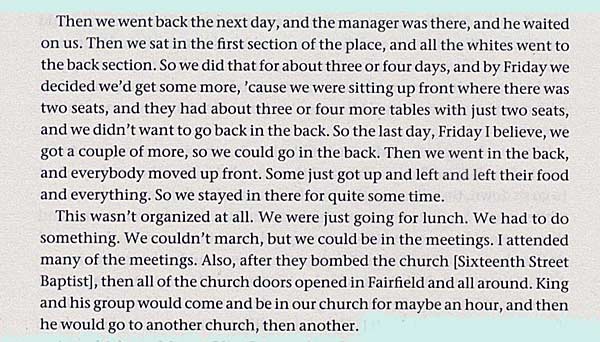 Then we went back the next day, and the manager was there, and he waited
on us. Then we sat in the first section of the place, and all the whites went to
the back section. So we did that for about three or four days, and by Friday we
decided we’d get some more, ’cause we were sitting up front where there was
two seats, and they had about three or four more tables with just two seats,
and we didn’t want to go back in the back. So the last day, Friday I believe, we
got a couple of more, so we could go in the back. Then we went in the back,
and everybody moved up front. Some just got up and left and left their food
and everything. So we stayed in there for quite some time.
This wasn’t organized at all. We were just going for lunch. We had to do
something. We couldn’t march, but we could be in the meetings. I attended
many of the meetings. Also, after they bombed the church [Sixteenth Street
Baptist], then all of the church doors opened in Fairfield and all around. King
and his group would come and be in our church for maybe an hour, and then
he would go to another church, then another.